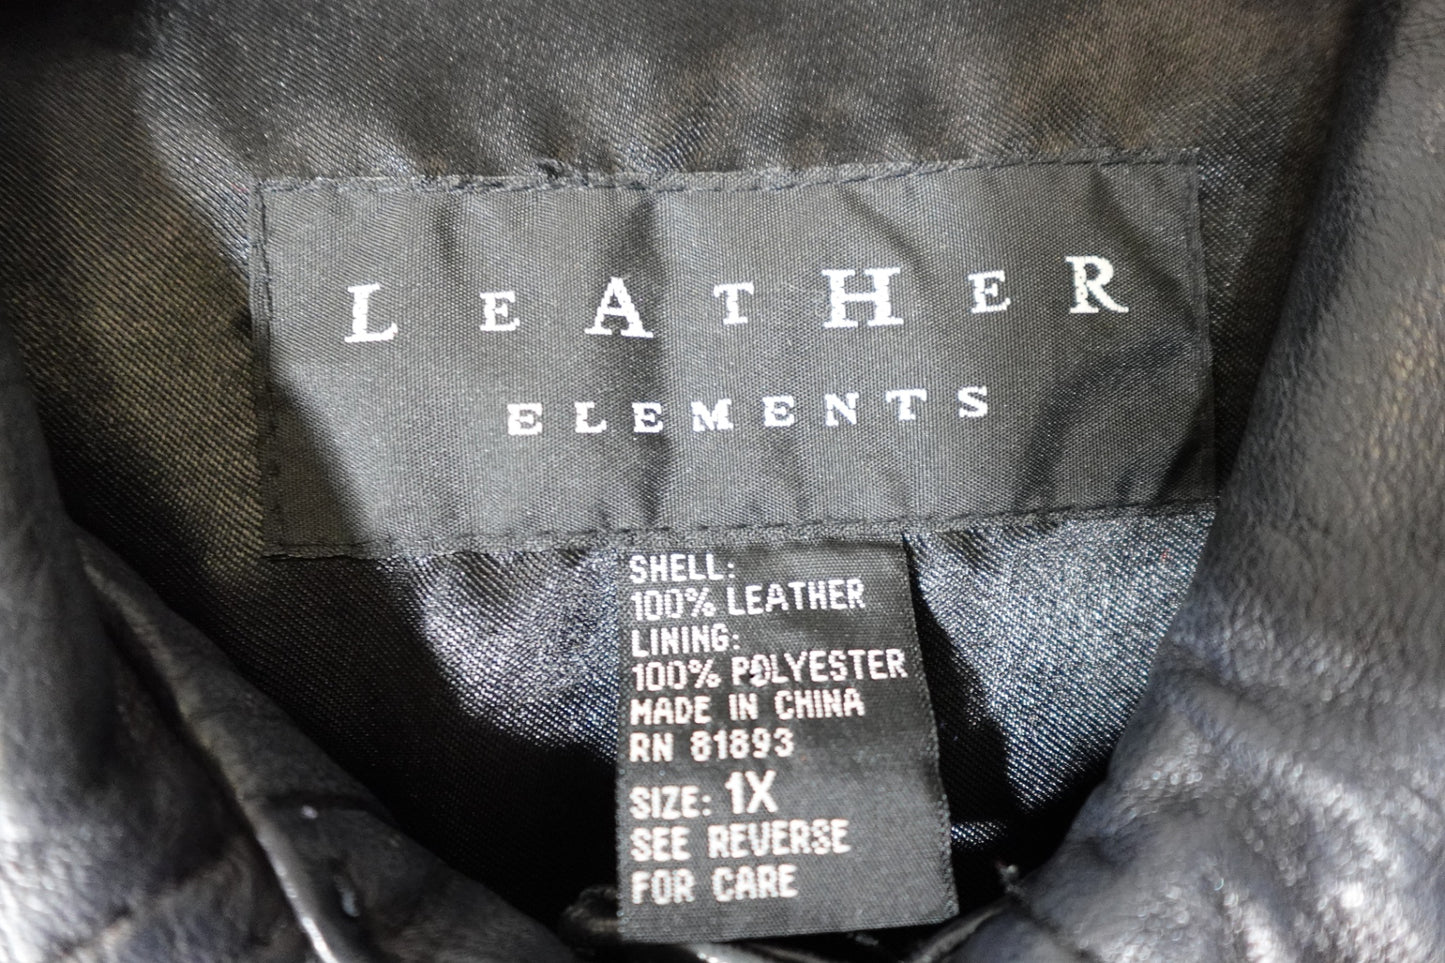 LEATHER
ELEMENTS
SHELL:
100% LEATHER
LINING:
100% POLYESTER
MADE IN CHINA
RN 81893
SIZE: 1X
SEE REVERSE
FOR CARE